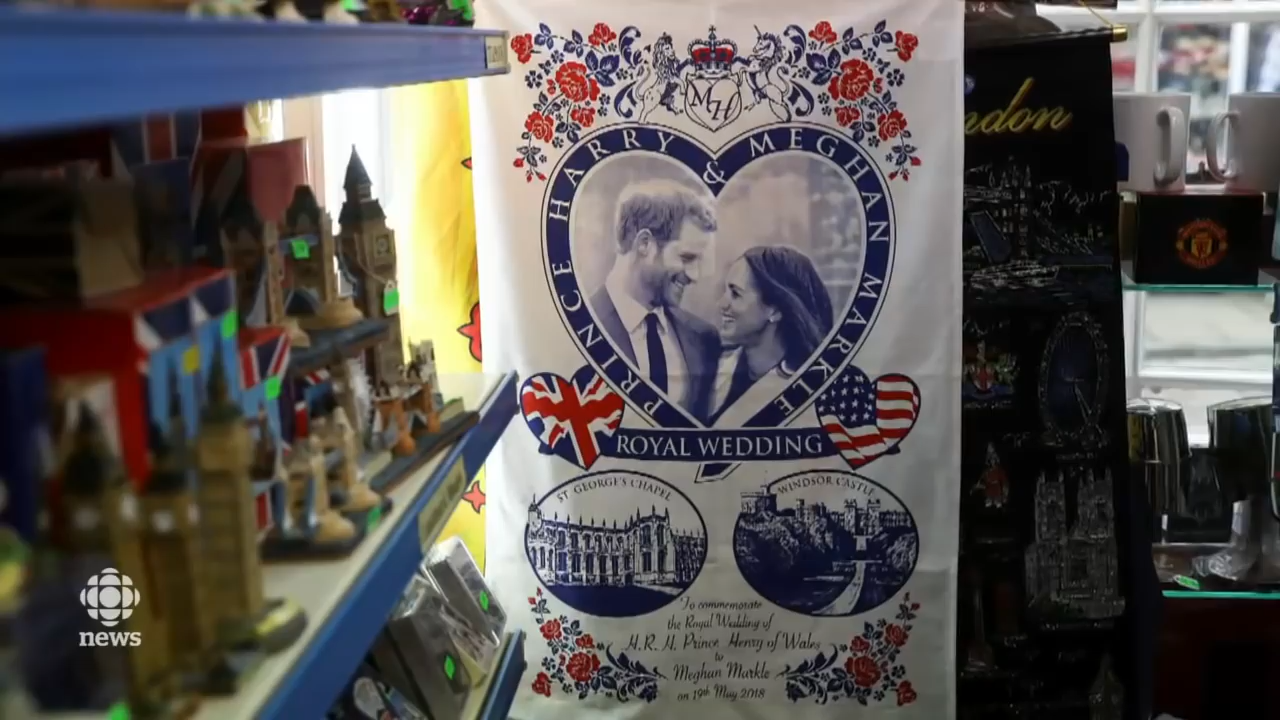 MH
PRINCE HARRY & MEGHAN MARKLE
ROYAL WEDDING
ST GEORGE'S CHAPEL
WINDSOR CASTLE
To commemorate
the Royal Wedding of
H.R.H. Prince Henry of Wales
to
Meghan Markle
on 19th May 2018
ndon
news